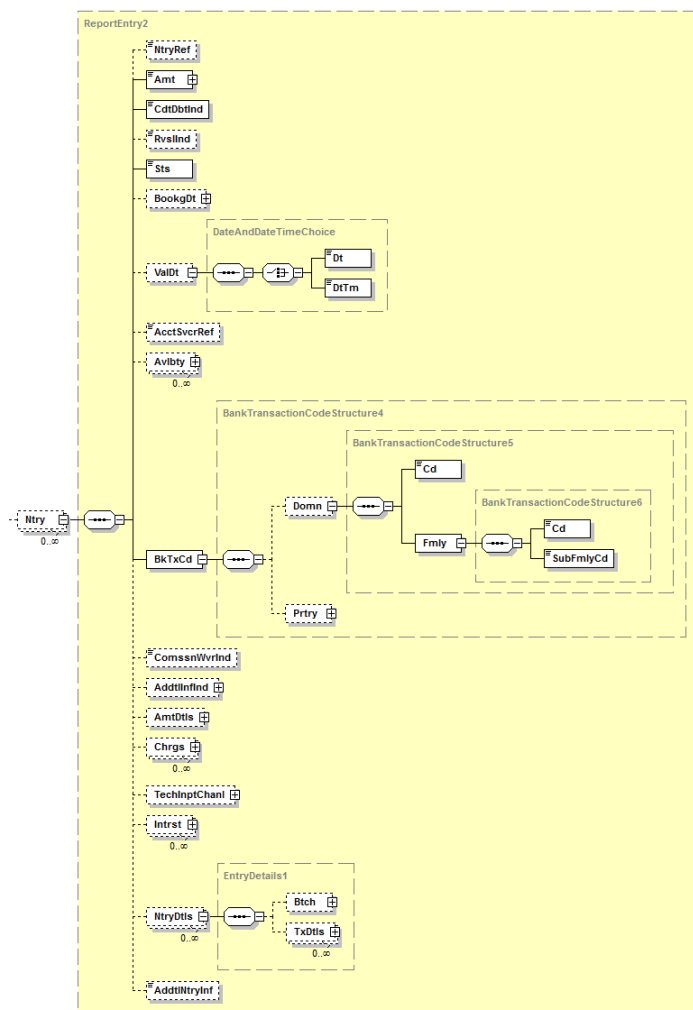 ReportEntry2
NtryRef
Amt
CdtDbtInd
RvslInd
Sts
BookgDt
DateAndDateTimeChoice
Dt
ValDt
DtTm
AcctSvcrRef
Avlbty
0..∞
BankTransactionCodeStructure4
BankTransactionCodeStructure5
Cd
BankTransactionCodeStructure6
Domn
Ntry
0..∞
Cd
Fmly
BkTxCd
SubFmlyCd
Prtry
ComssnWvrInd
AddtlInfInd
AmtDtls
Chrgs
0..∞
TechInptChanl
Intrst
0..∞
EntryDetails1
Btch
NtryDtls
0..∞
TxDtls
0..∞
AddtlNtryInf